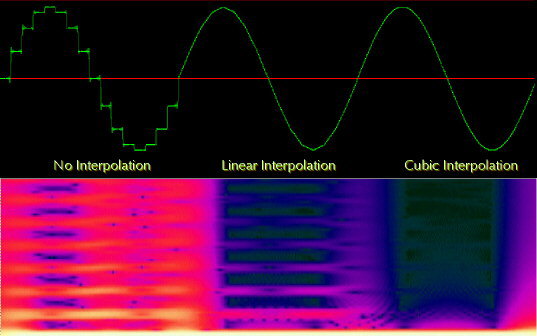 No Interpolation
Linear Interpolation
Cubic Interpolation